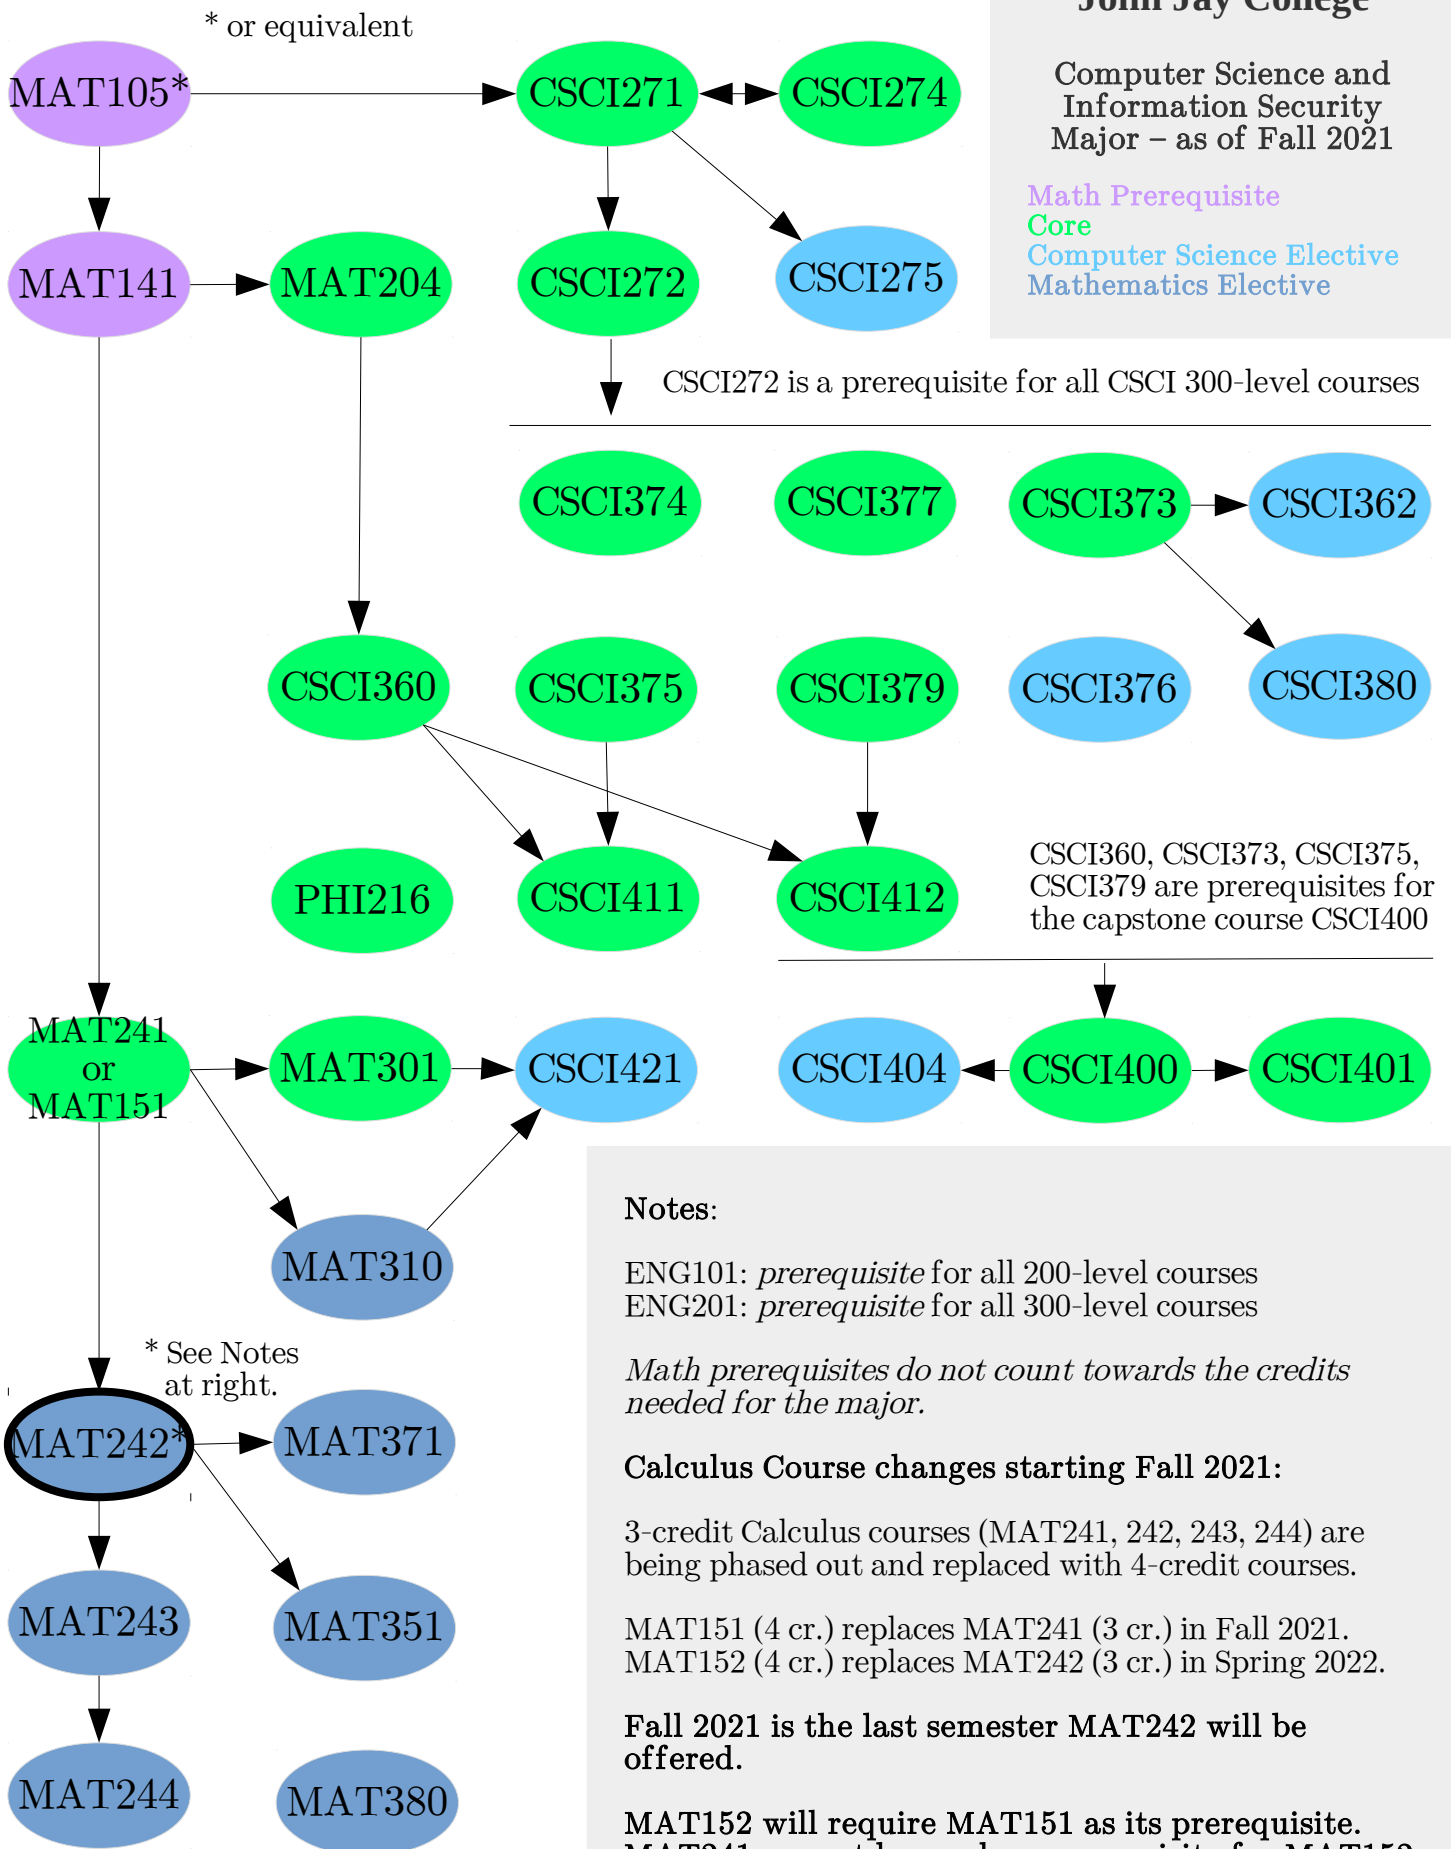 * or equivalent
John Jay College
Computer Science and
Information Security
Major – as of Fall 2021
Math Prerequisite
Core
Computer Science Elective
Mathematics Elective
MAT105*
CSCI271
CSCI274
MAT141
MAT204
CSCI272
CSCI275
CSCI272 is a prerequisite for all CSCI 300-level courses
CSCI374
CSCI377
CSCI373
CSCI362
CSCI360
CSCI375
CSCI379
CSCI376
CSCI380
PHI216
CSCI411
CSCI412
CSCI360, CSCI373, CSCI375,
CSCI379 are prerequisites for
the capstone course CSCI400
MAT241
or
MAT151
MAT301
CSCI421
CSCI404
CSCI400
CSCI401
MAT310
* See Notes
at right.
MAT242*
MAT371
MAT243
MAT351
MAT244
MAT380
Notes:
ENG101: prerequisite for all 200-level courses
ENG201: prerequisite for all 300-level courses
Math prerequisites do not count towards the credits
needed for the major.
Calculus Course changes starting Fall 2021:
3-credit Calculus courses (MAT241, 242, 243, 244) are
being phased out and replaced with 4-credit courses.
MAT151 (4 cr.) replaces MAT241 (3 cr.) in Fall 2021.
MAT152 (4 cr.) replaces MAT242 (3 cr.) in Spring 2022.
Fall 2021 is the last semester MAT242 will be
offered.
MAT152 will require MAT151 as its prerequisite.